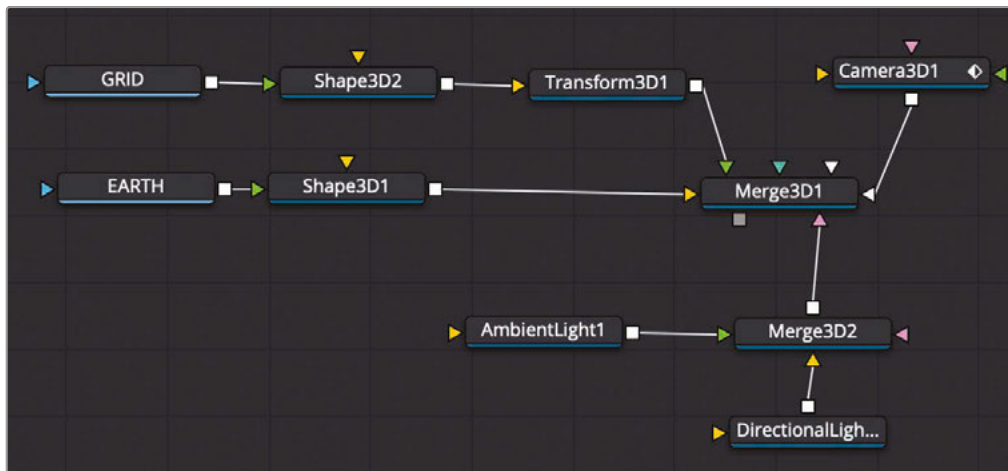 GRID
Shape3D2
Transform3D1
Camera3D1
EARTH
Shape3D1
Merge3D1
AmbientLight1
Merge3D2
DirectionalLigh...